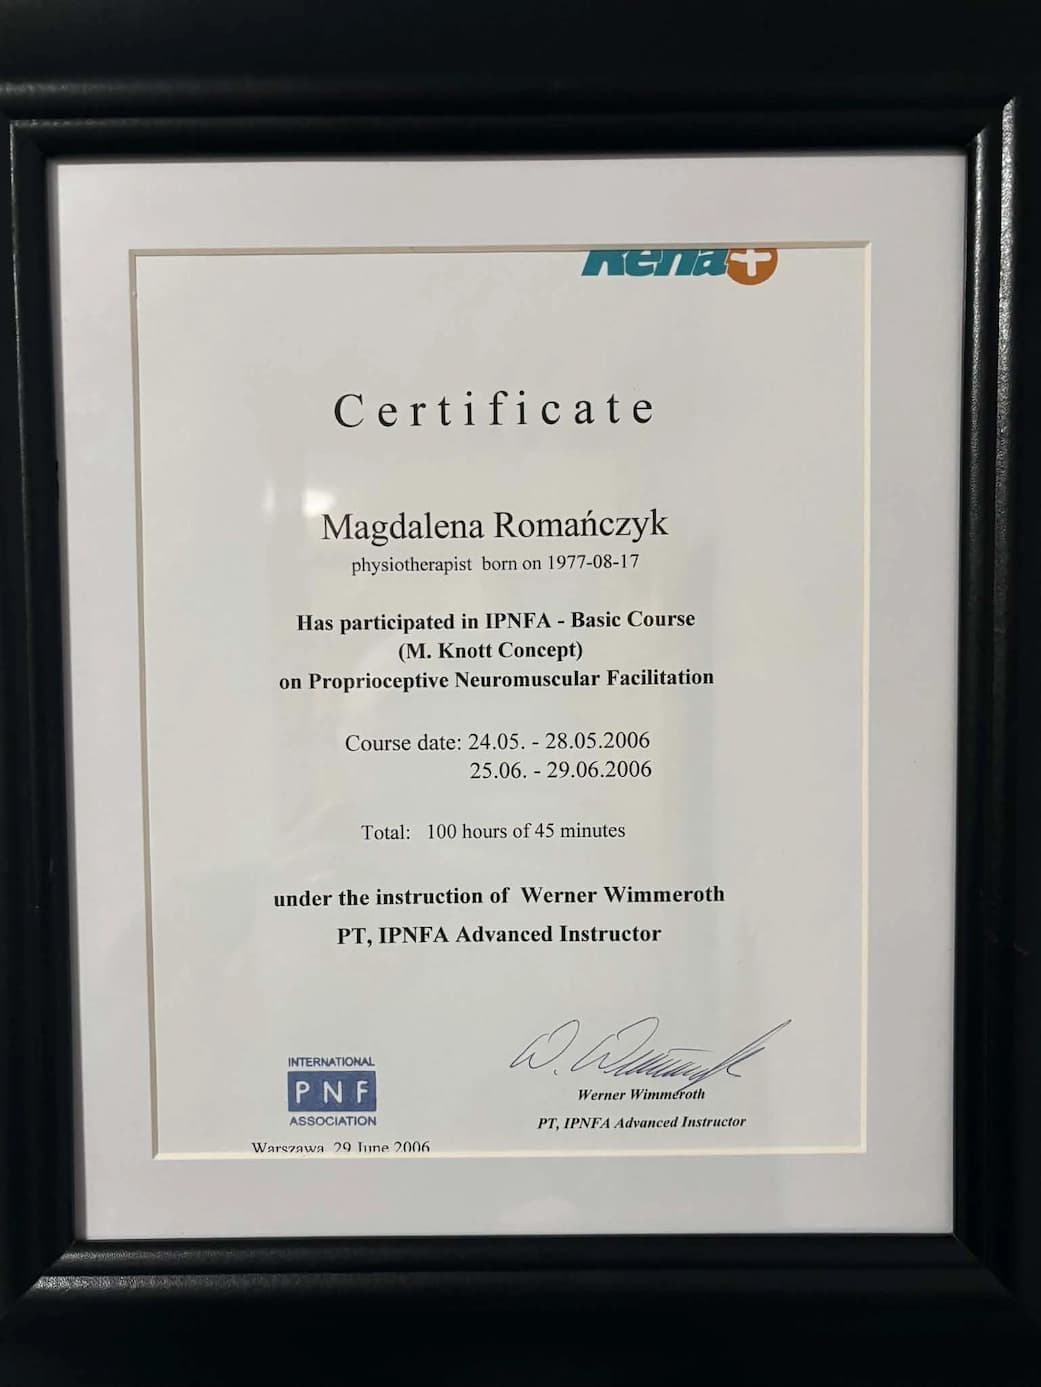 Reha+
Certificate
Magdalena Romańczyk
physiotherapist born on 1977-08-17
Has participated in IPNFA - Basic Course
(M. Knott Concept)
on Proprioceptive Neuromuscular Facilitation
Course date: 24.05. - 28.05.2006
25.06. - 29.06.2006
Total: 100 hours of 45 minutes
under the instruction of Werner Wimmeroth
PT, IPNFA Advanced Instructor
INTERNATIONAL
PNF
ASSOCIATION
Werner Wimmeroth
PT, IPNFA Advanced Instructor
Warszawa 29 June 2006